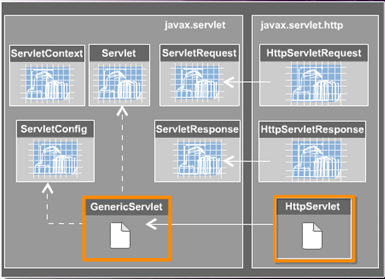 javax.servlet
javax.servlet.http
ServletContext
Servlet
ServletRequest
HttpServletRequest
ServletConfig
ServletResponse
HttpServletResponse
GenericServlet
HttpServlet